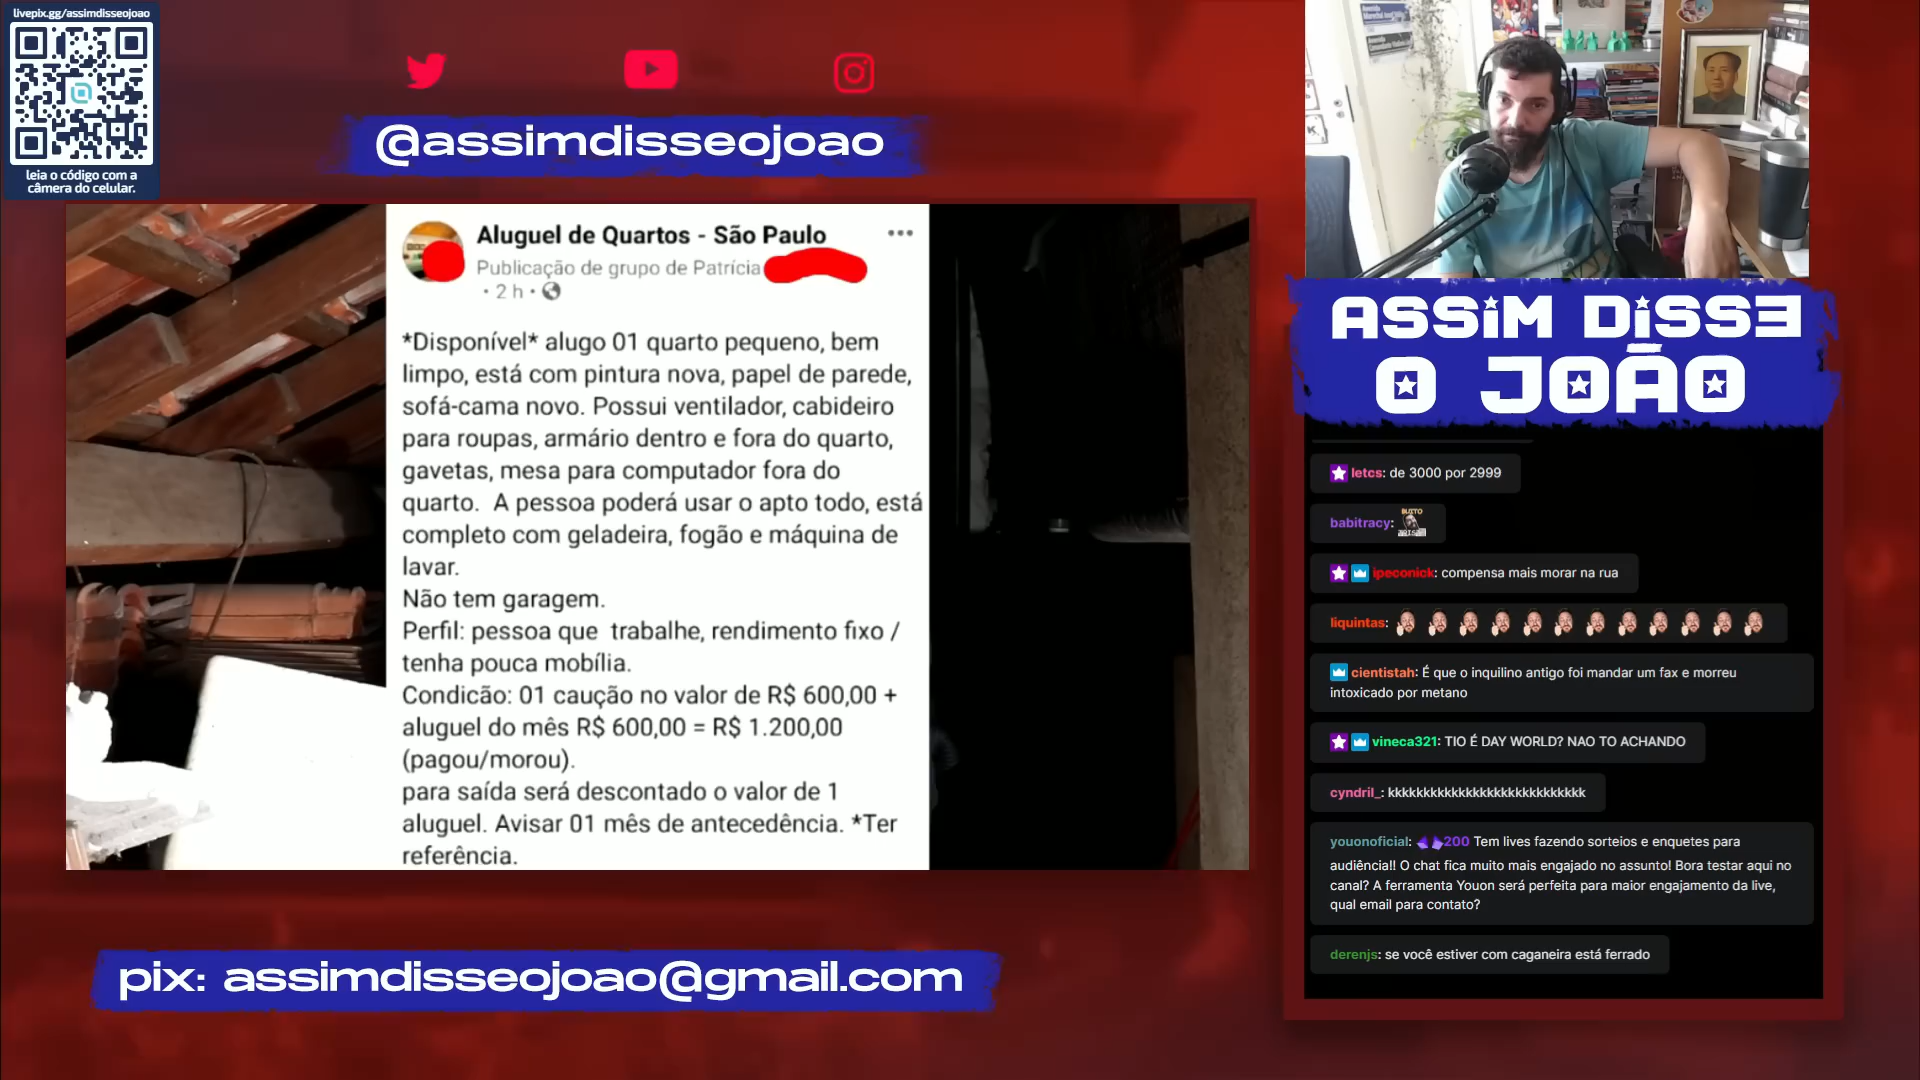 livepix.gg/assimdisseojoao
leia o código com a
câmera do celular.
@assimdisseojoao
Aluguel de Quartos - São Paulo
Publicação de grupo de Patrícia
• 2 h •
*Disponível* alugo 01 quarto pequeno, bem
limpo, está com pintura nova, papel de parede,
sofá-cama novo. Possui ventilador, cabideiro
para roupas, armário dentro e fora do quarto,
gavetas, mesa para computador fora do
quarto. A pessoa poderá usar o apto todo, está
completo com geladeira, fogão e máquina de
lavar.
Não tem garagem.
Perfil: pessoa que trabalhe, rendimento fixo /
tenha pouca mobília.
Condicão: 01 caução no valor de R$ 600,00 +
aluguel do mês R$ 600,00 = R$ 1.200,00
(pagou/morou).
para saída será descontado o valor de 1
aluguel. Avisar 01 mês de antecedência. *Ter
referência.
pix: assimdisseojoao@gmail.com
ASSiM DiSSE
O JOÃO
letcs: de 3000 por 2999
babitracy:
ipeconick: compensa mais morar na rua
liquintas:
cientistah: É que o inquilino antigo foi mandar um fax e morreu
intoxicado por metano
vineca321: TIO É DAY WORLD? NAO TO ACHANDO
cyndril_: kkkkkkkkkkkkkkkkkkkkkkkkkkkk
youonoficial: 200 Tem lives fazendo sorteios e enquetes para
audiência!! O chat fica muito mais engajado no assunto! Bora testar aqui no
canal? A ferramenta Youon será perfeita para maior engajamento da live,
qual email para contato?
derenjs: se você estiver com caganeira está ferrado